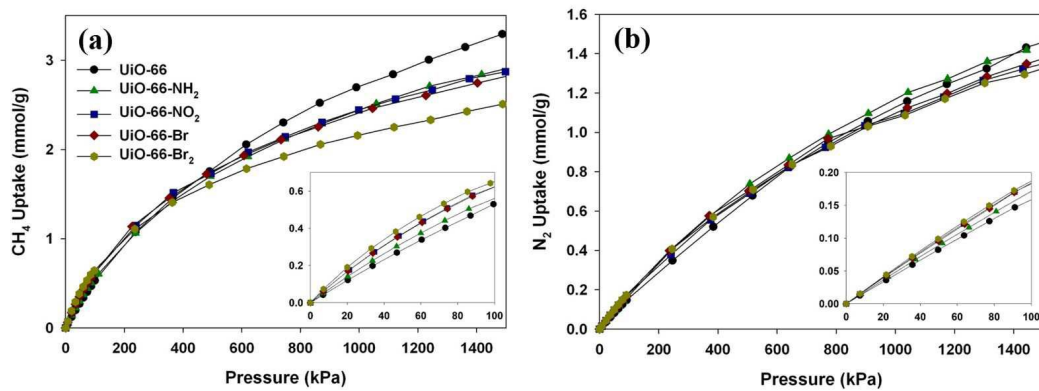 (a)
UiO-66
UiO-66-NH₂
UiO-66-NO₂
UiO-66-Br
UiO-66-Br₂
CH₄ Uptake (mmol/g)
3
2
1
0
0 200 400 600 800 1000 1200 1400
Pressure (kPa)
0.6
0.4
0.2
0.0
0 20 40 60 80 100
(b)
N₂ Uptake (mmol/g)
1.6
1.4
1.2
1.0
0.8
0.6
0.4
0.2
0.0
0 200 400 600 800 1000 1200 1400
Pressure (kPa)
0.20
0.15
0.10
0.05
0.00
0 20 40 60 80 100